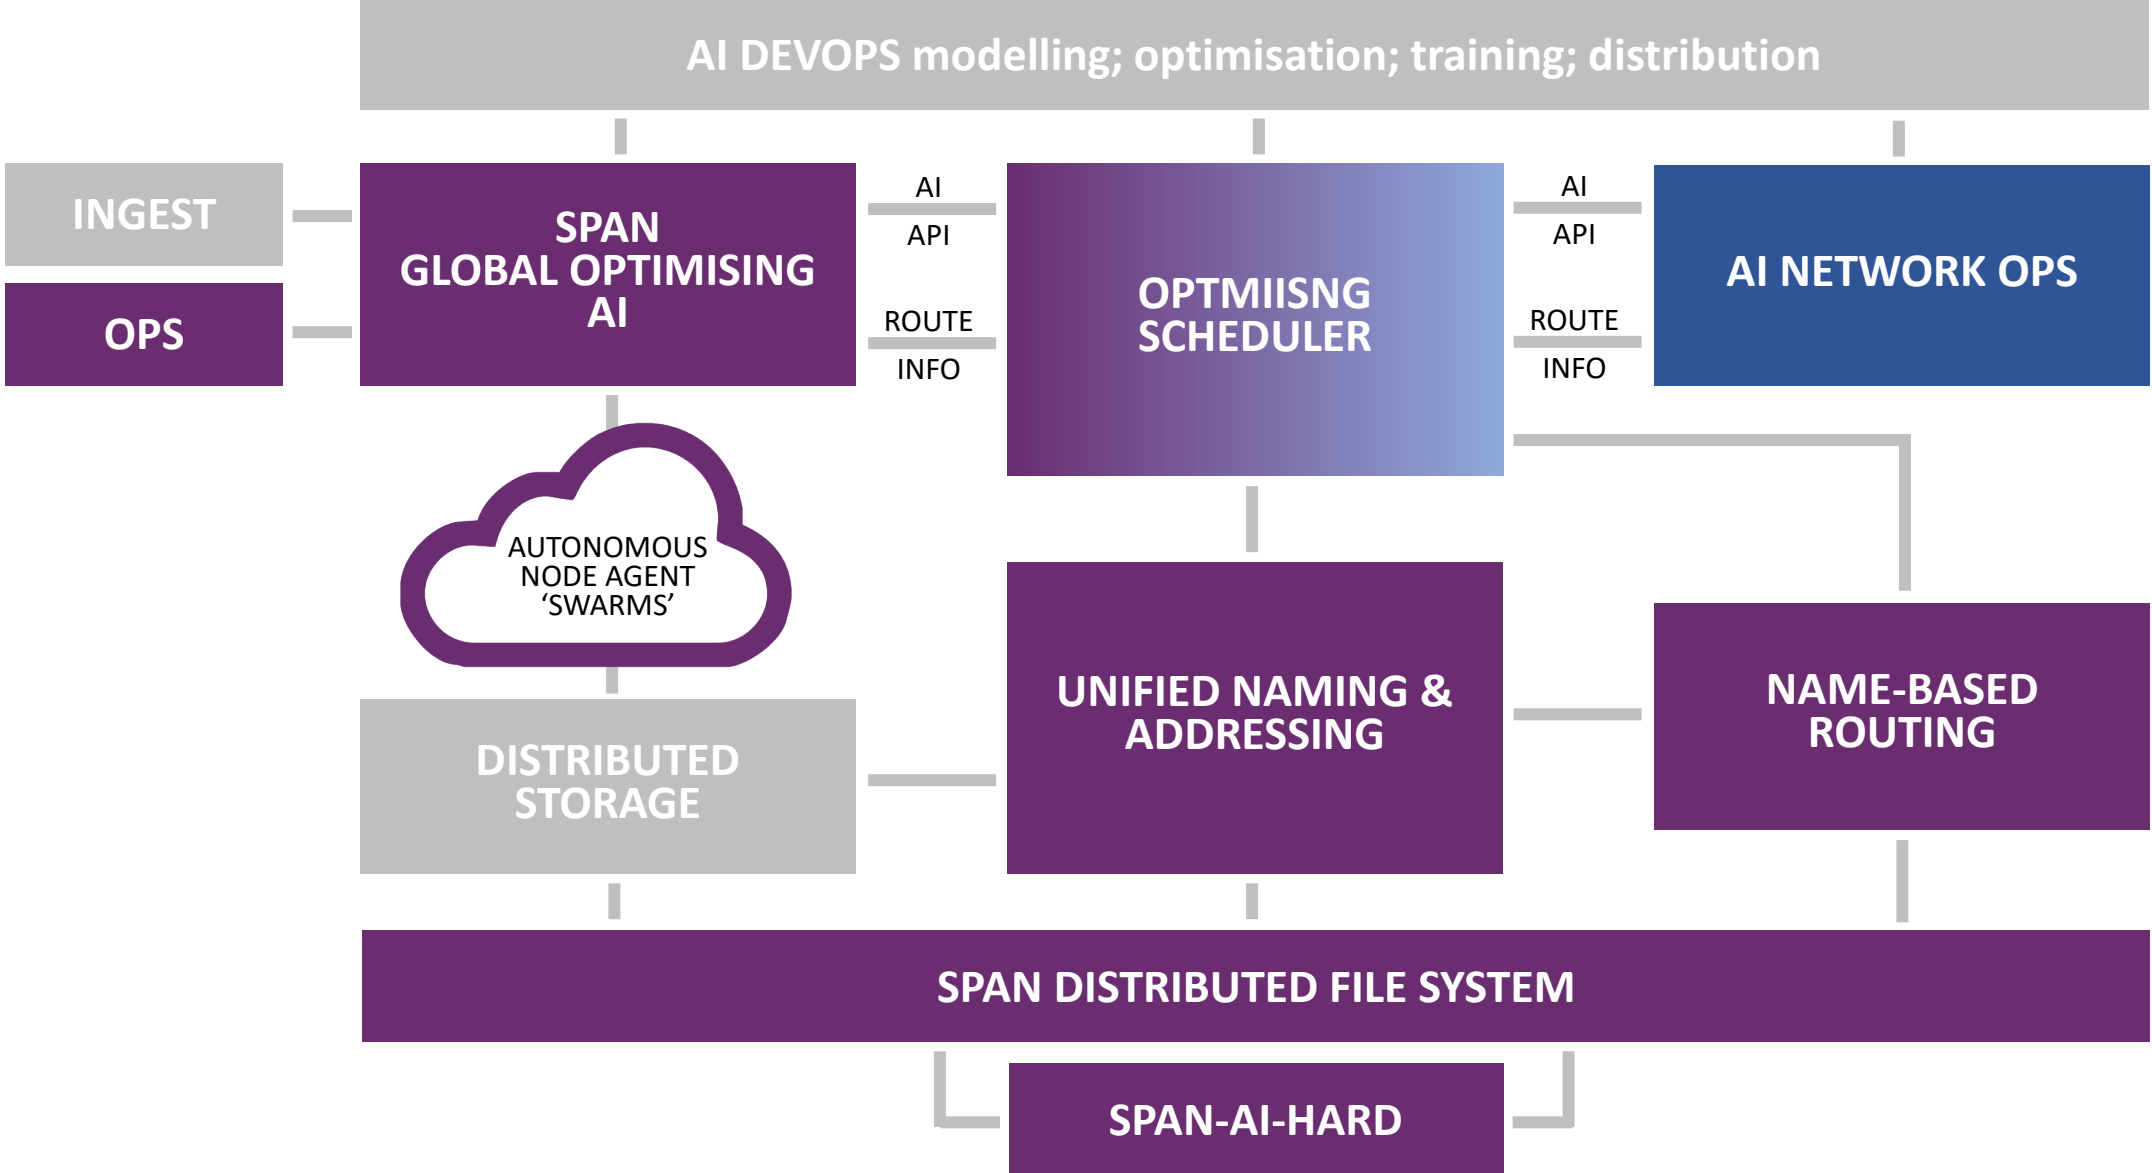 AI DEVOPS modelling; optimisation; training; distribution
INGEST
OPS
SPAN
GLOBAL OPTIMISING
AI
AI
API
ROUTE
INFO
OPTMIISNG
SCHEDULER
AI
API
ROUTE
INFO
AI NETWORK OPS
AUTONOMOUS
NODE AGENT
‘SWARMS’
DISTRIBUTED
STORAGE
UNIFIED NAMING &
ADDRESSING
NAME-BASED
ROUTING
SPAN DISTRIBUTED FILE SYSTEM
SPAN-AI-HARD